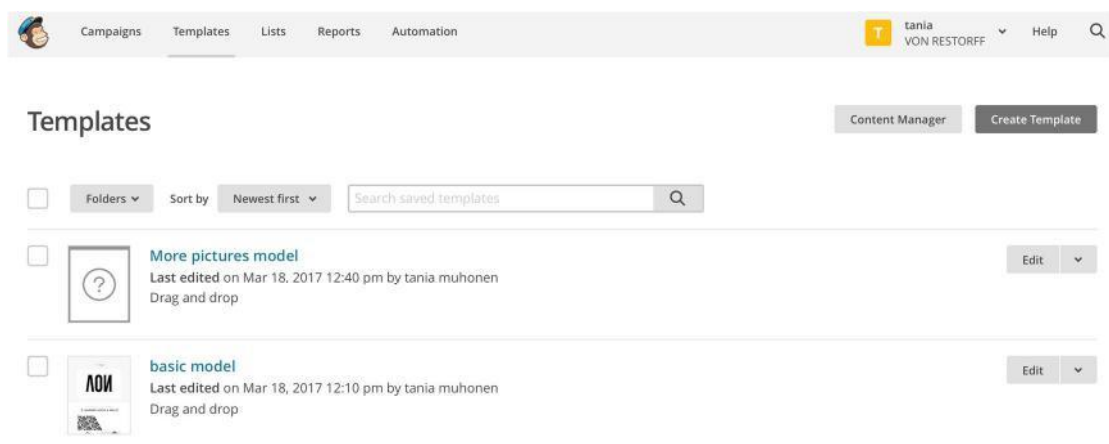 Campaigns Templates Lists Reports Automation T tania VON RESTORFF Help
Templates
Content Manager Create Template
Folders Sort by Newest first Search saved templates
More pictures model
Last edited on Mar 18, 2017 12:40 pm by tania muhonen
Drag and drop
Edit
?
basic model
Last edited on Mar 18, 2017 12:10 pm by tania muhonen
Drag and drop
Edit